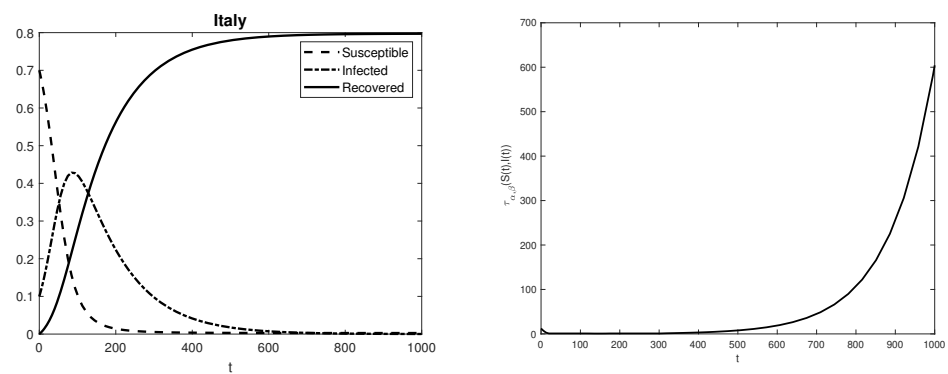 Italy
0.8
0.7
0.6
0.5
0.4
0.3
0.2
0.1
0
0 200 400 600 800 1000
t
Susceptible
Infected
Recovered
700
600
500
400
300
200
100
0
0 100 200 300 400 500 600 700 800 900 1000
t
τ_{α,β}(S(t),I(t))